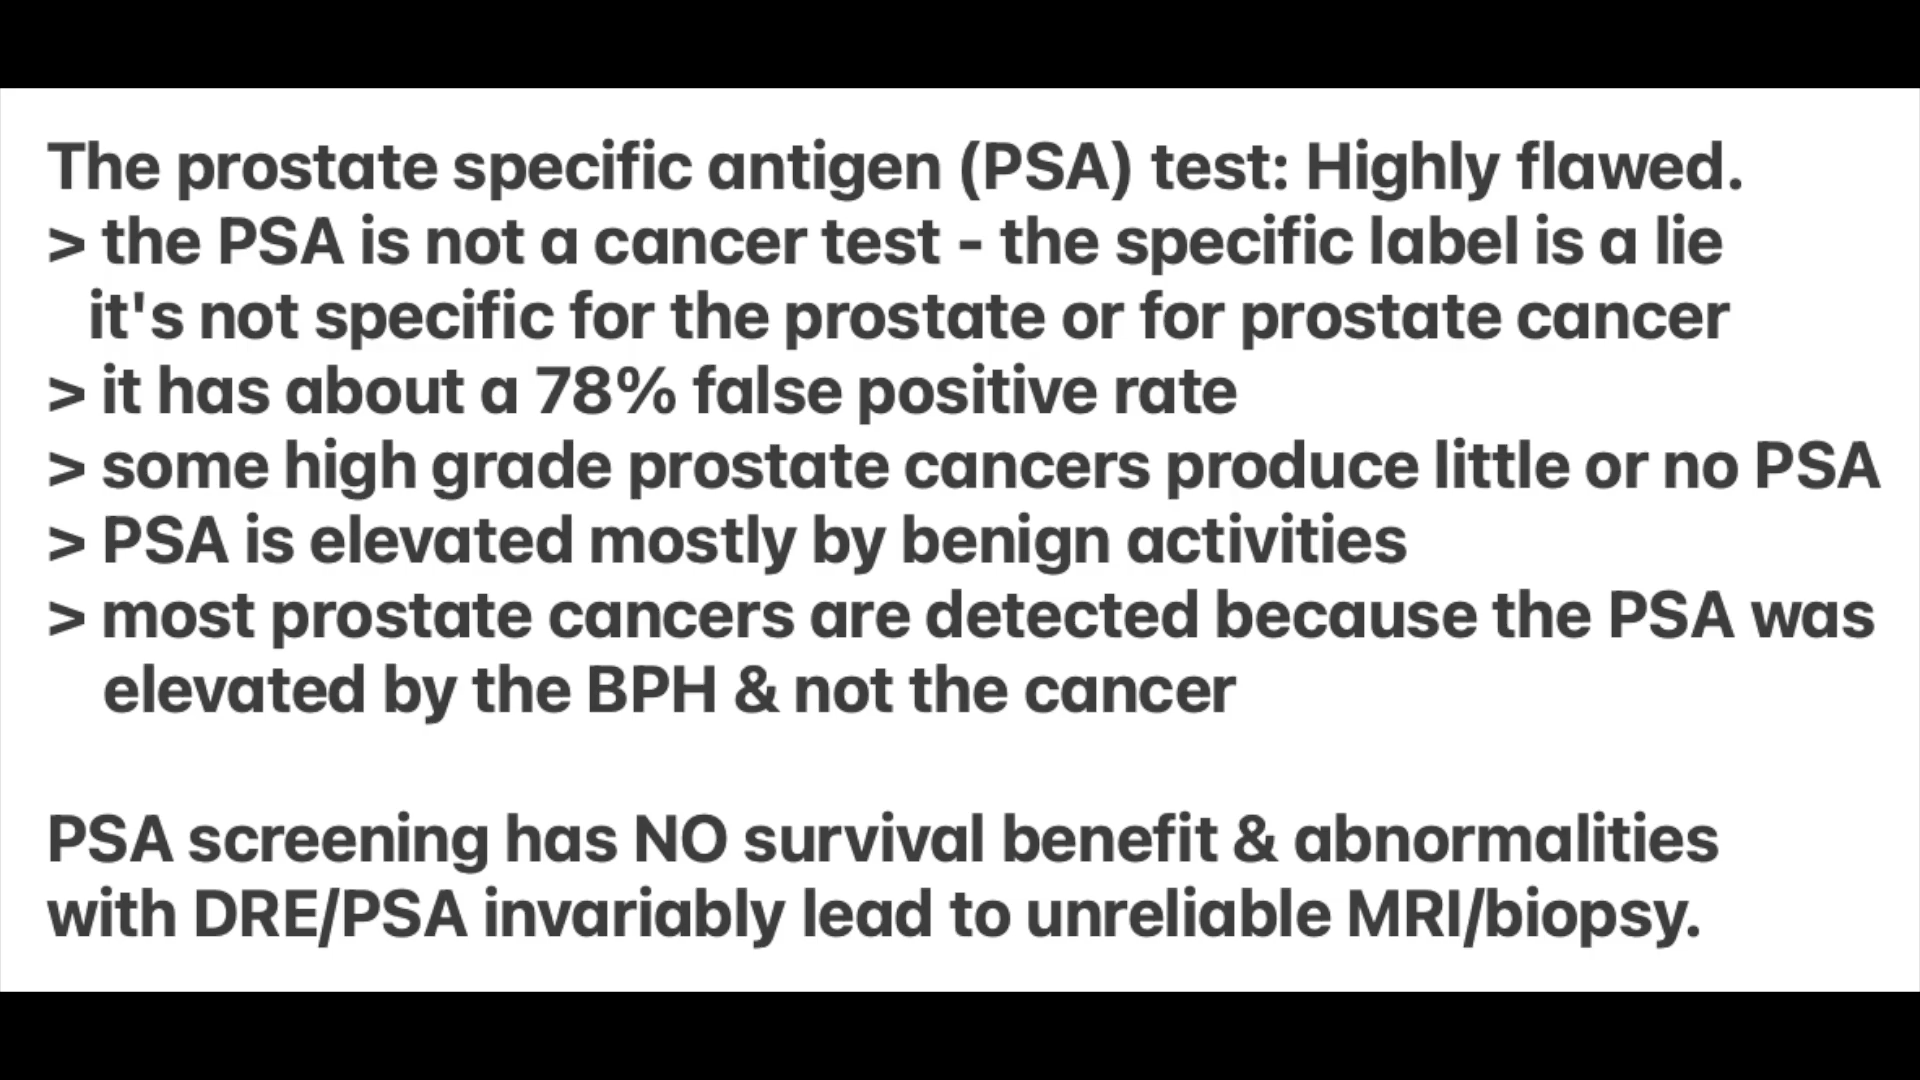 The prostate specific antigen (PSA) test: Highly flawed.
> the PSA is not a cancer test - the specific label is a lie
it's not specific for the prostate or for prostate cancer
> it has about a 78% false positive rate
> some high grade prostate cancers produce little or no PSA
> PSA is elevated mostly by benign activities
> most prostate cancers are detected because the PSA was
elevated by the BPH & not the cancer
PSA screening has NO survival benefit & abnormalities
with DRE/PSA invariably lead to unreliable MRI/biopsy.